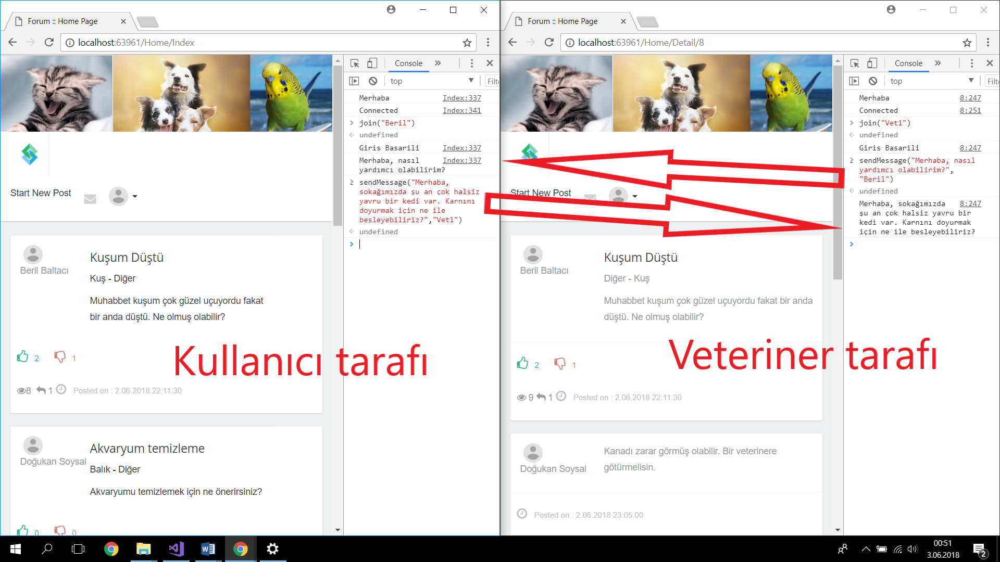 Forum :: Home Page
localhost:63961/Home/Index
Console
top
Filte
Merhaba Index:337
Connected Index:341
join("Beril")
undefined
Giris Basarili Index:337
Merhaba, nasıl Index:337
yardımcı olabilirim?
sendMessage("Merhaba,
sokağımızda şu an çok halsiz
yavru bir kedi var. Karnını
doyurmak için ne ile
besleyebiliriz?","Vet1")
undefined
Start New Post
Beril Baltacı
Kuşum Düştü
Kuş - Diğer
Muhabbet kuşum çok güzel uçuyordu fakat
bir anda düştü. Ne olmuş olabilir?
2 1
Kullanıcı tarafı
8 1 Posted on : 2.06.2018 22:11:30
Doğukan Soysal
Akvaryum temizleme
Balık - Diğer
Akvaryumu temizlemek için ne önerirsiniz?
0 0
Forum :: Home Page
localhost:63961/Home/Detail/8
Console
top
Filt
Merhaba 8:247
Connected 8:251
join("Vet1")
undefined
Giris Basarili 8:247
sendMessage("Merhaba, nasıl
yardımcı olabilirim?",
"Beril")
undefined
Merhaba, sokağımızda 8:247
şu an çok halsiz yavru bir
kedi var. Karnını doyurmak
için ne ile besleyebiliriz?
Start New Post
Beril Baltacı
Kuşum Düştü
Diğer - Kuş
Muhabbet kuşum çok güzel uçuyordu fakat bir anda
düştü. Ne olmuş olabilir?
Veteriner tarafı
2 1
9 1 Posted on : 2.06.2018 22:11:30
Doğukan Soysal
Kanadı zarar görmüş olabilir. Bir veterinere
götürmelisin.
Posted on : 2.06.2018 23:05:00
00:51
3.06.2018
2